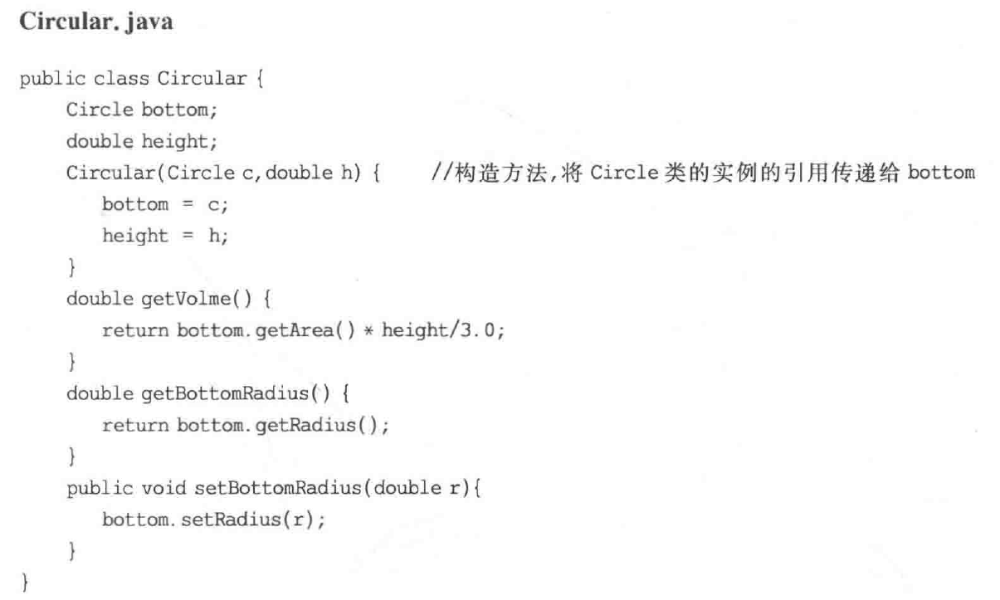 Circular.java
public class Circular {
    Circle bottom;
    double height;
    Circular(Circle c,double h) {    //构造方法,将 Circle 类的实例的引用传递给 bottom
        bottom = c;
        height = h;
    }
    double getVolme() {
        return bottom.getArea() * height/3.0;
    }
    double getBottomRadius() {
        return bottom.getRadius();
    }
    public void setBottomRadius(double r){
        bottom.setRadius(r);
    }
}